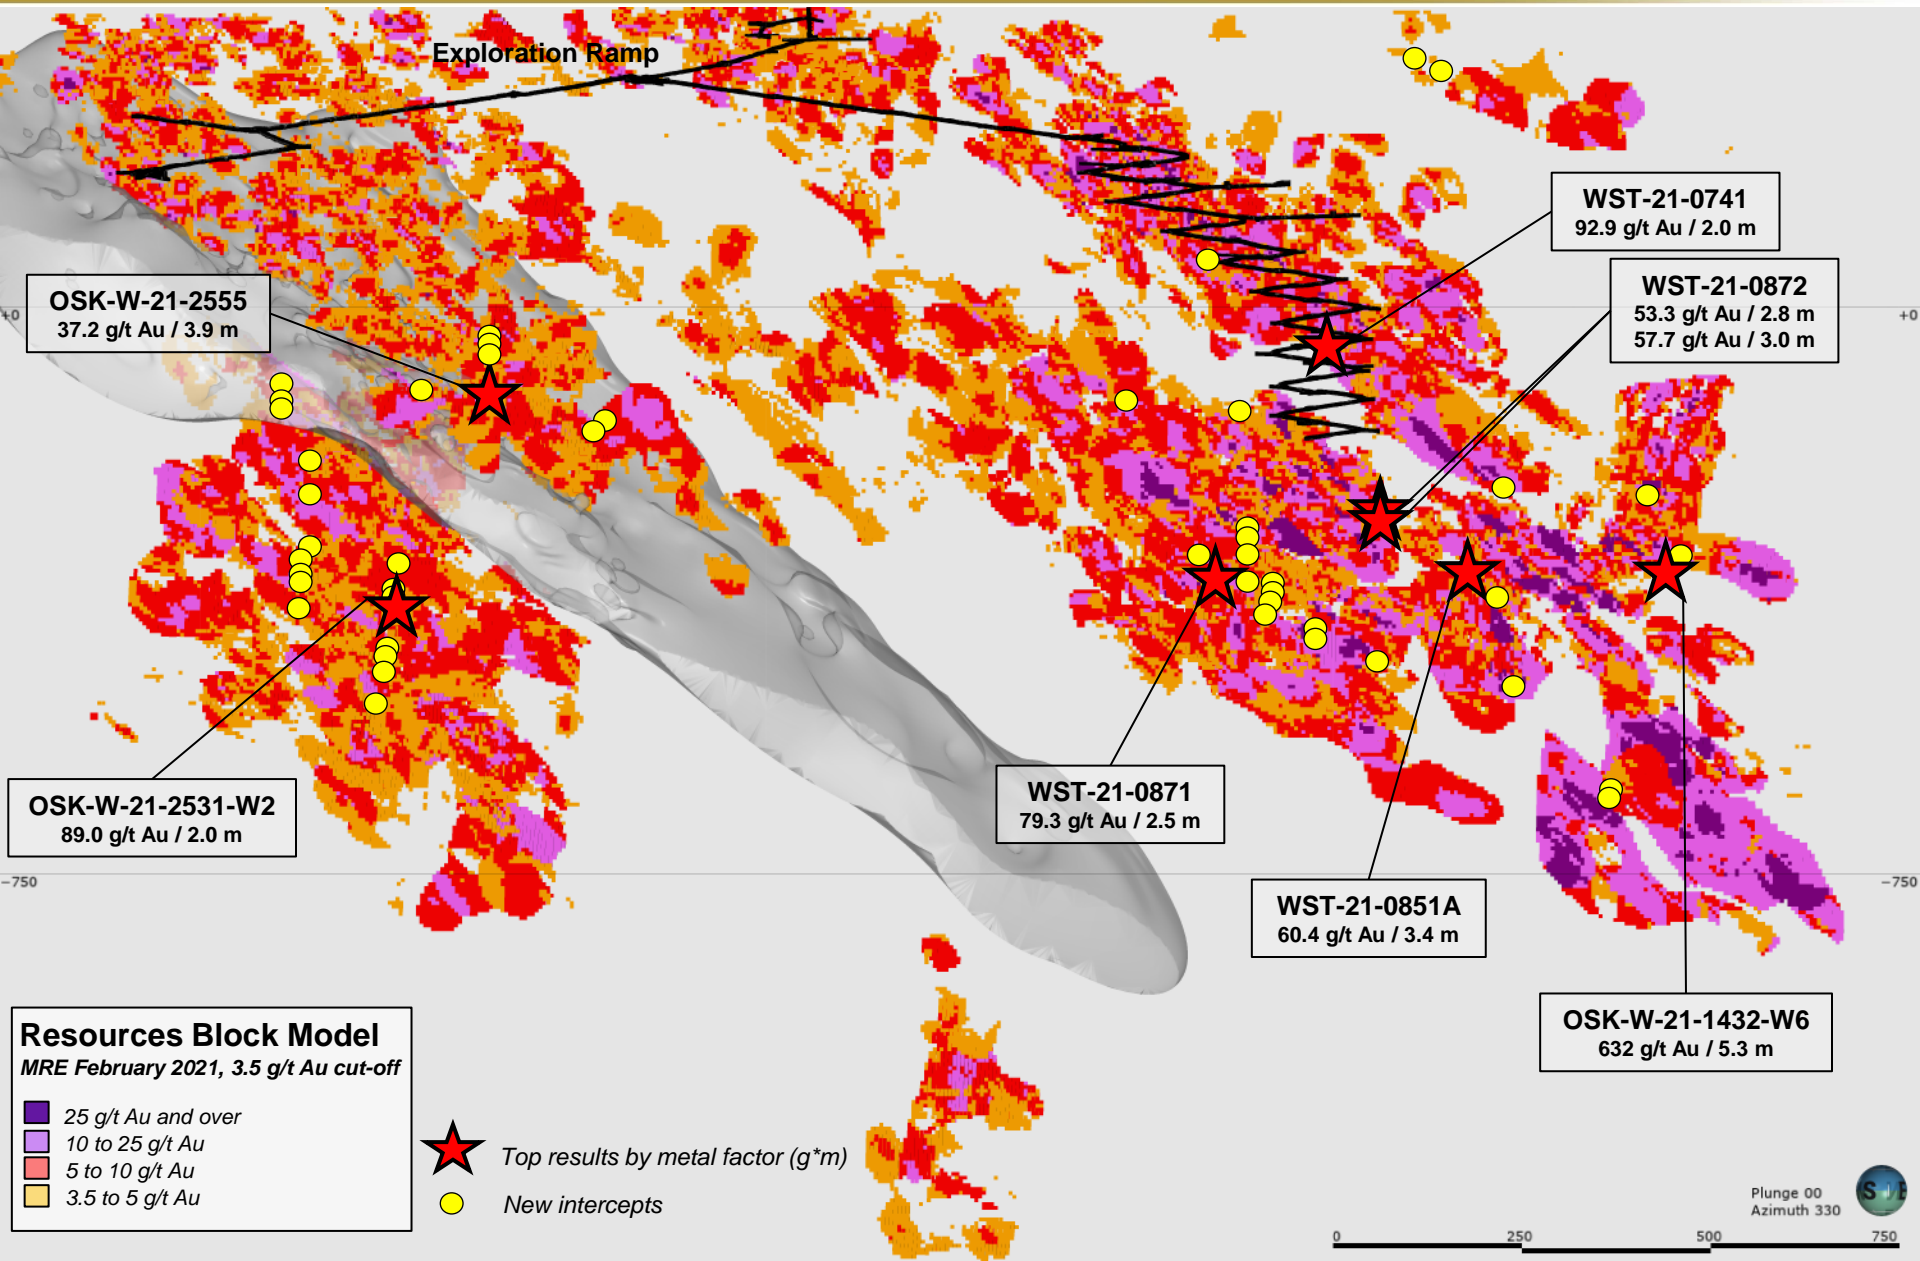 Exploration Ramp
WST-21-0741
92.9 g/t Au / 2.0 m
WST-21-0872
53.3 g/t Au / 2.8 m
57.7 g/t Au / 3.0 m
OSK-W-21-2555
37.2 g/t Au / 3.9 m
+0
+0
OSK-W-21-2531-W2
89.0 g/t Au / 2.0 m
WST-21-0871
79.3 g/t Au / 2.5 m
−750
−750
WST-21-0851A
60.4 g/t Au / 3.4 m
OSK-W-21-1432-W6
632 g/t Au / 5.3 m
Resources Block Model
MRE February 2021, 3.5 g/t Au cut-off
25 g/t Au and over
10 to 25 g/t Au
5 to 10 g/t Au
3.5 to 5 g/t Au
Top results by metal factor (g*m)
New intercepts
Plunge 00
Azimuth 330
0 250 500 750